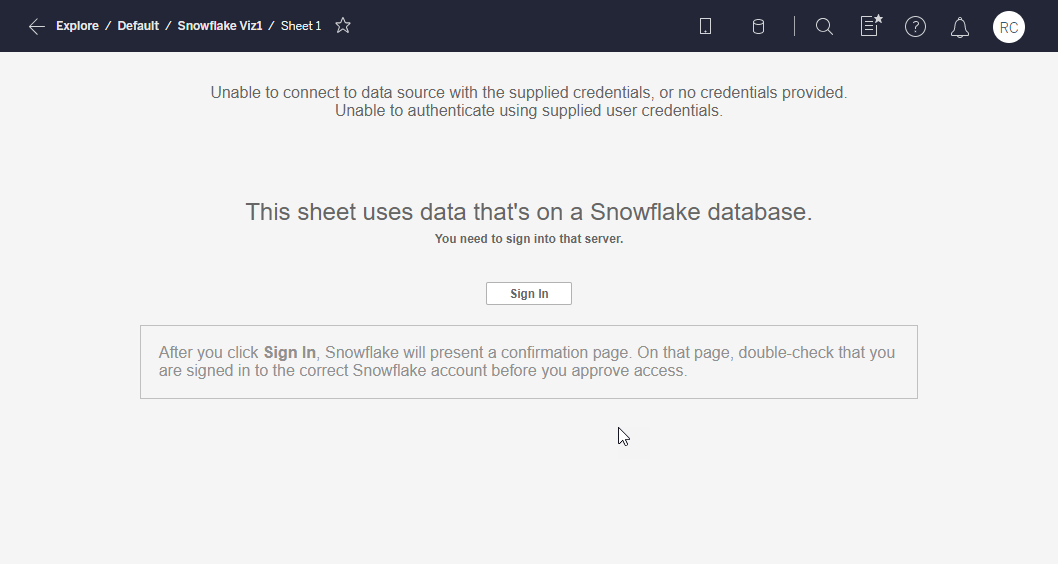 Explore / Default / Snowflake Viz1 / Sheet 1
?
RC
Unable to connect to data source with the supplied credentials, or no credentials provided.
Unable to authenticate using supplied user credentials.
This sheet uses data that's on a Snowflake database.
You need to sign into that server.
Sign In
After you click Sign In, Snowflake will present a confirmation page. On that page, double-check that you
are signed in to the correct Snowflake account before you approve access.